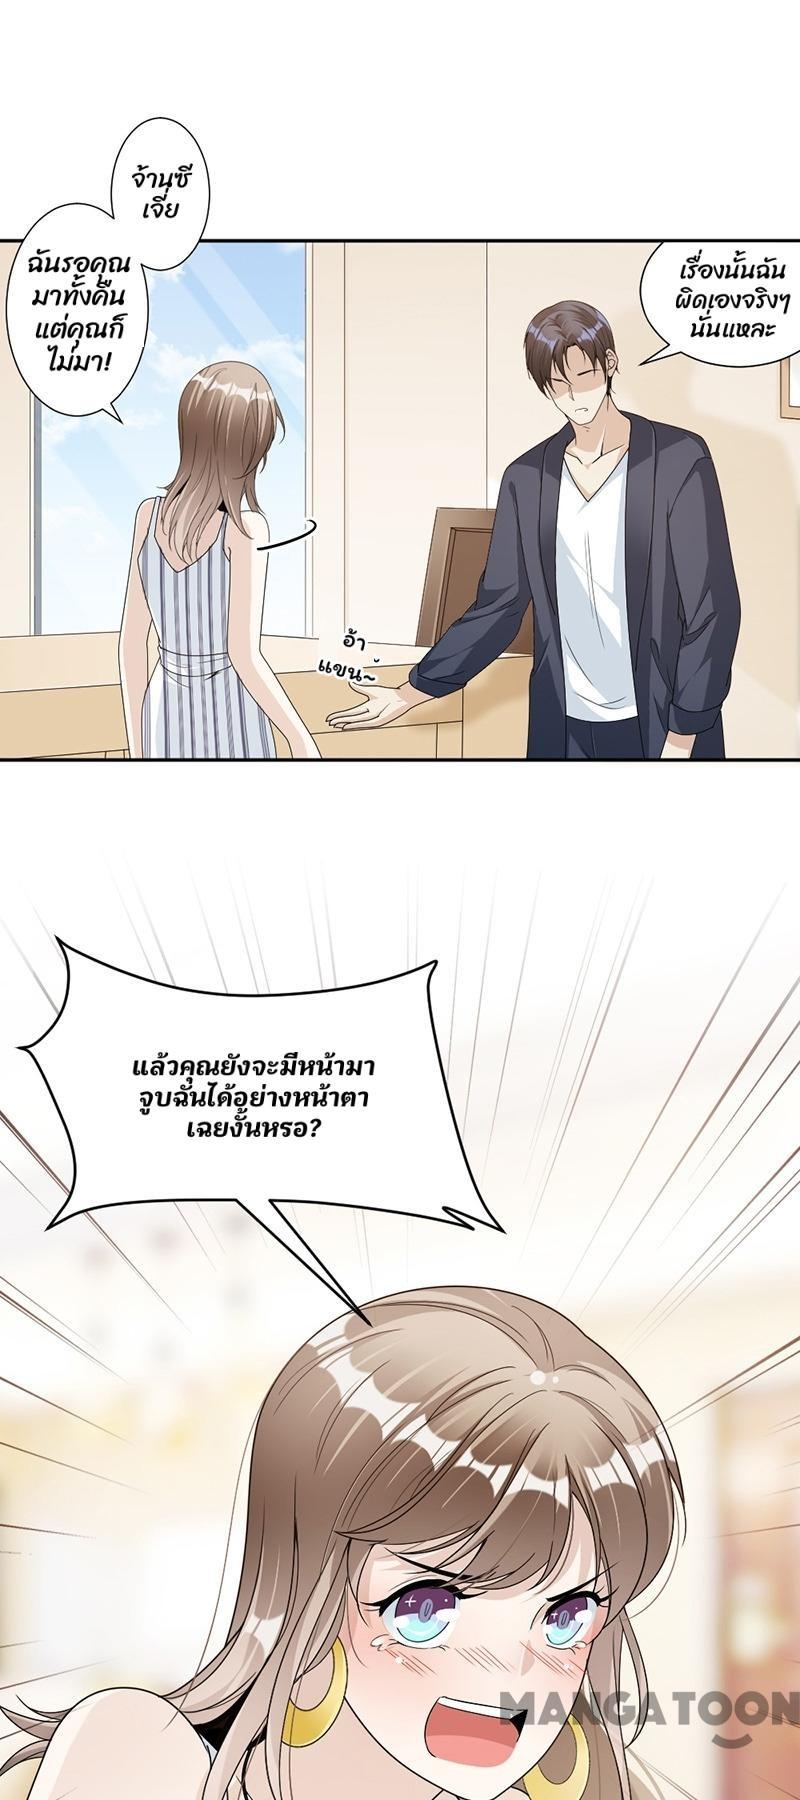 จ้านซี
เจี่ย
ฉันรอคุณ
มาทั้งคืน
แต่คุณก็
ไม่มา!
เรื่องนั้นฉัน
ผิดเองจริงๆ
นั่นแหละ
อ้า
แขน~
แล้วคุณยังจะมีหน้ามา
จูบฉันได้อย่างหน้าตา
เฉยงั้นหรอ?
MANGATOON